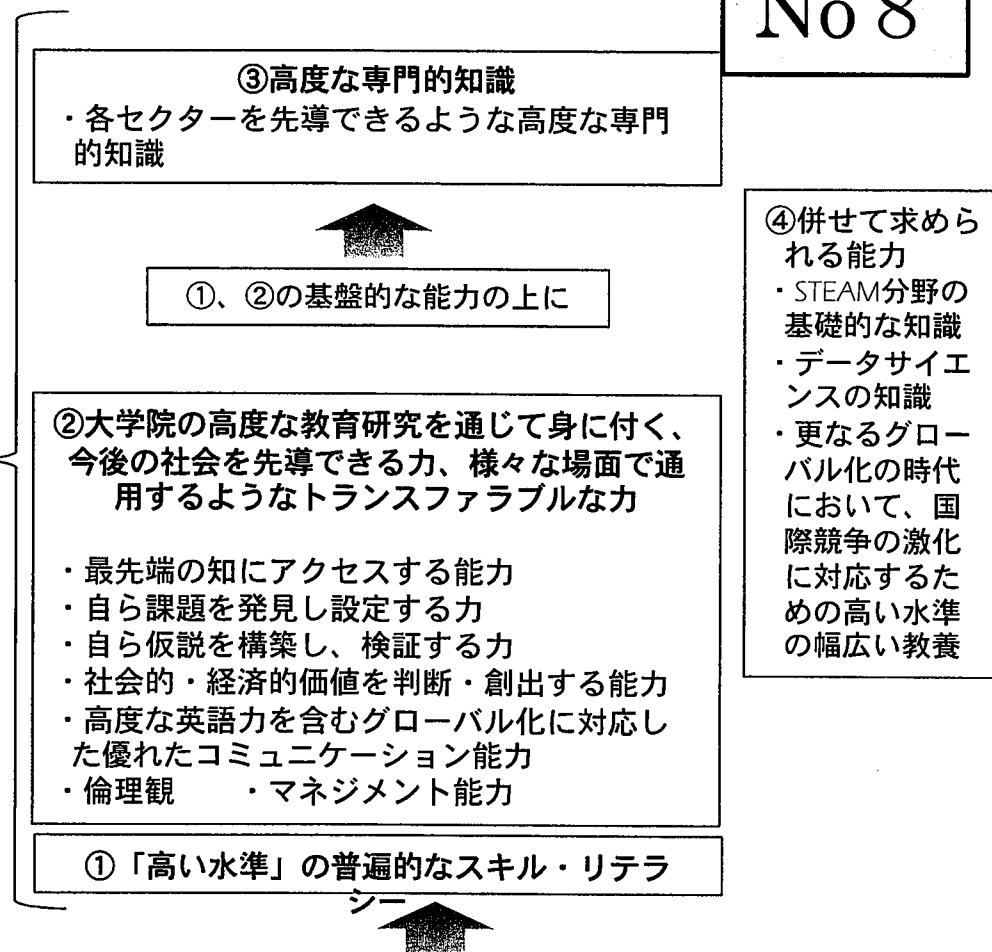 No 8
③高度な専門的知識
・各セクターを先導できるような高度な専門
的知識
①、②の基盤的な能力の上に
②大学院の高度な教育研究を通じて身に付く、
今後の社会を先導できる力、様々な場面で通
用するようなトランスファラブルな力
・最先端の知にアクセスする能力
・自ら課題を発見し設定する力
・自ら仮説を構築し、検証する力
・社会的・経済的価値を判断・創出する能力
・高度な英語力を含むグローバル化に対応し
た優れたコミュニケーション能力
・倫理観　・マネジメント能力
①「高い水準」の普遍的なスキル・リテラ
シー
④併せて求めら
れる能力
・STEAM分野の
基礎的な知識
・データサイエ
ンスの知識
・更なるグロー
バル化の時代
において、国
際競争の激化
に対応するた
めの高い水準
の幅広い教養